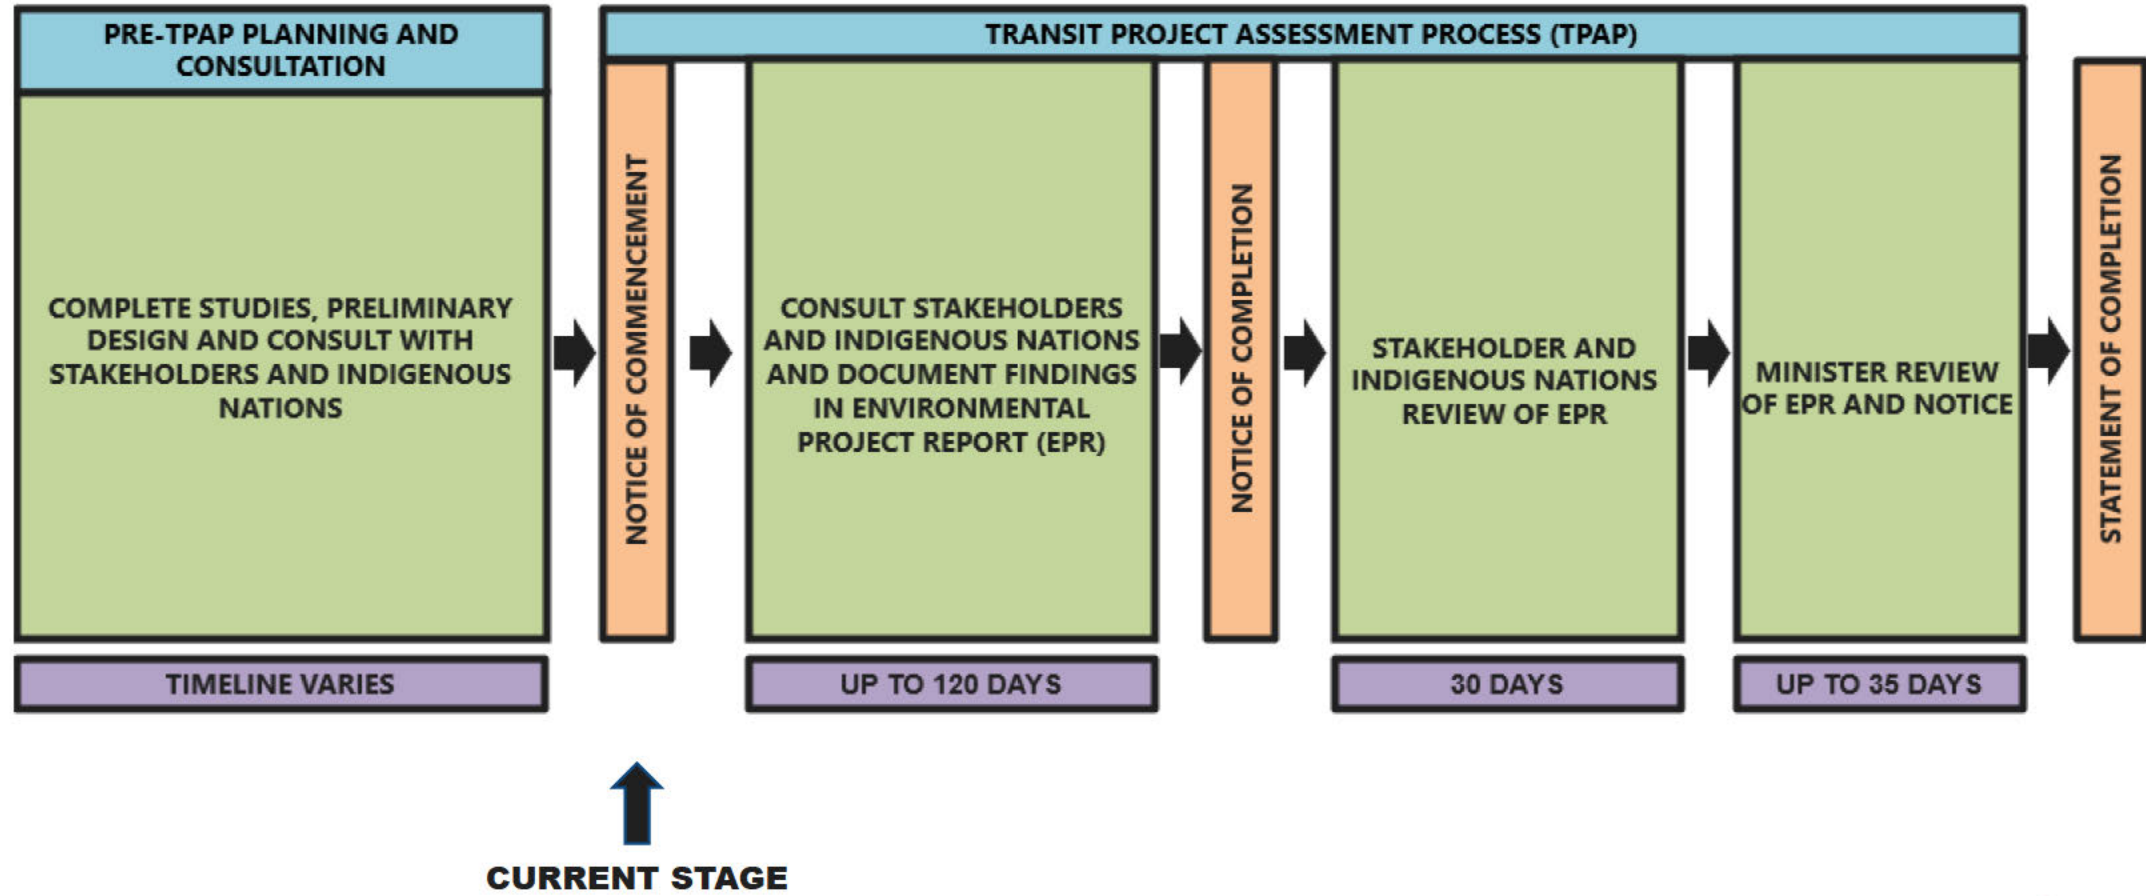 PRE-TPAP PLANNING AND
CONSULTATION
TRANSIT PROJECT ASSESSMENT PROCESS (TPAP)
COMPLETE STUDIES, PRELIMINARY
DESIGN AND CONSULT WITH
STAKEHOLDERS AND INDIGENOUS
NATIONS
NOTICE OF COMMENCEMENT
CONSULT STAKEHOLDERS
AND INDIGENOUS NATIONS
AND DOCUMENT FINDINGS
IN ENVIRONMENTAL
PROJECT REPORT (EPR)
NOTICE OF COMPLETION
STAKEHOLDER AND
INDIGENOUS NATIONS
REVIEW OF EPR
MINISTER REVIEW
OF EPR AND NOTICE
STATEMENT OF COMPLETION
TIMELINE VARIES
UP TO 120 DAYS
30 DAYS
UP TO 35 DAYS
CURRENT STAGE